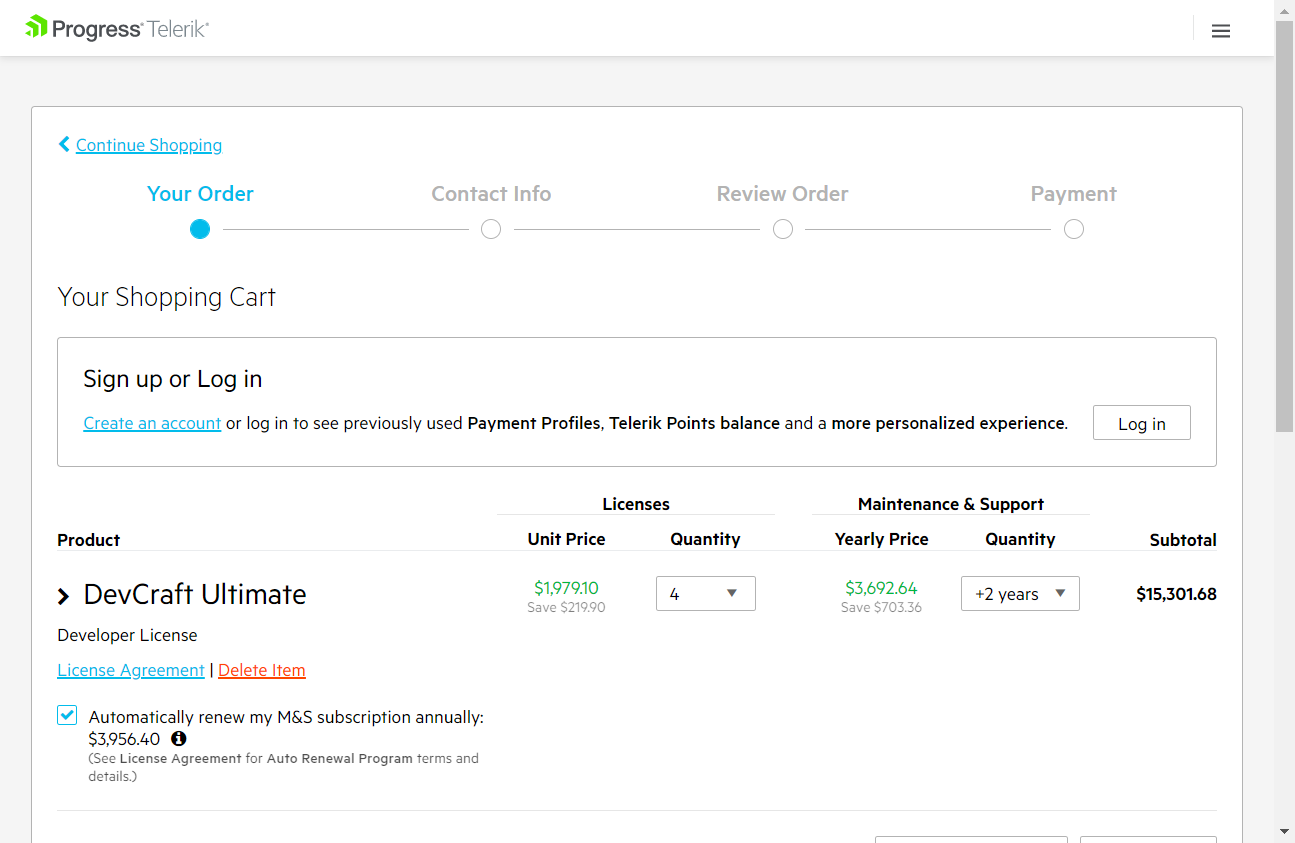 Progress® Telerik®
Continue Shopping
Your Order
Contact Info
Review Order
Payment
Your Shopping Cart
Sign up or Log in
Create an account or log in to see previously used Payment Profiles, Telerik Points balance and a more personalized experience.
Log in
Licenses
Maintenance & Support
Product
Unit Price
Quantity
Yearly Price
Quantity
Subtotal
DevCraft Ultimate
$1,979.10
Save $219.90
4
$3,692.64
Save $703.36
+2 years
$15,301.68
Developer License
License Agreement | Delete Item
Automatically renew my M&S subscription annually:
$3,956.40
(See License Agreement for Auto Renewal Program terms and
details.)